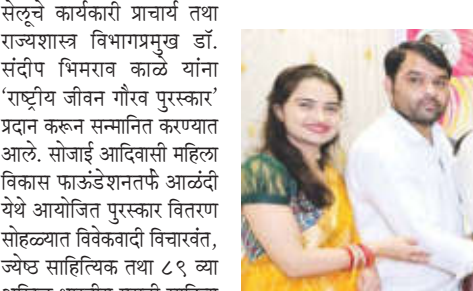 सेलूचे कार्यकारी प्राचार्य तथा
राज्यशास्त्र विभागप्रमुख डॉ.
संदीप भिमराव काळे यांना
‘राष्ट्रीय जीवन गौरव पुरस्कार’
प्रदान करून सन्मानित करण्यात
आले. सोजाई आदिवासी महिला
विकास फाऊंडेशनतर्फे आळंदी
येथे आयोजित पुरस्कार वितरण
सोहळ्यात विवेकवादी विचारवंत,
ज्येष्ठ साहित्यिक तथा ८९ व्या